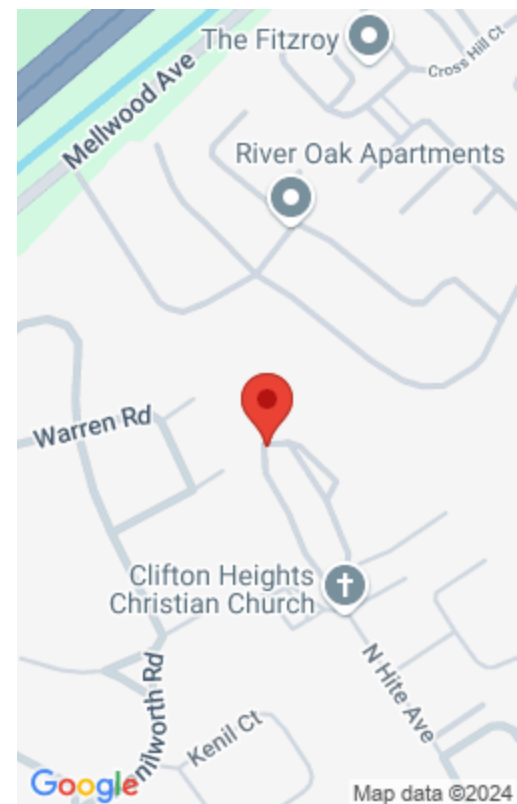 The Fitzroy
Cross Hill Ct
Mellwood Ave
River Oak Apartments
Warren Rd
Clifton Heights
Christian Church
N Hite Ave
nilworth Rd
Kenil Ct
Google
Map data ©2024